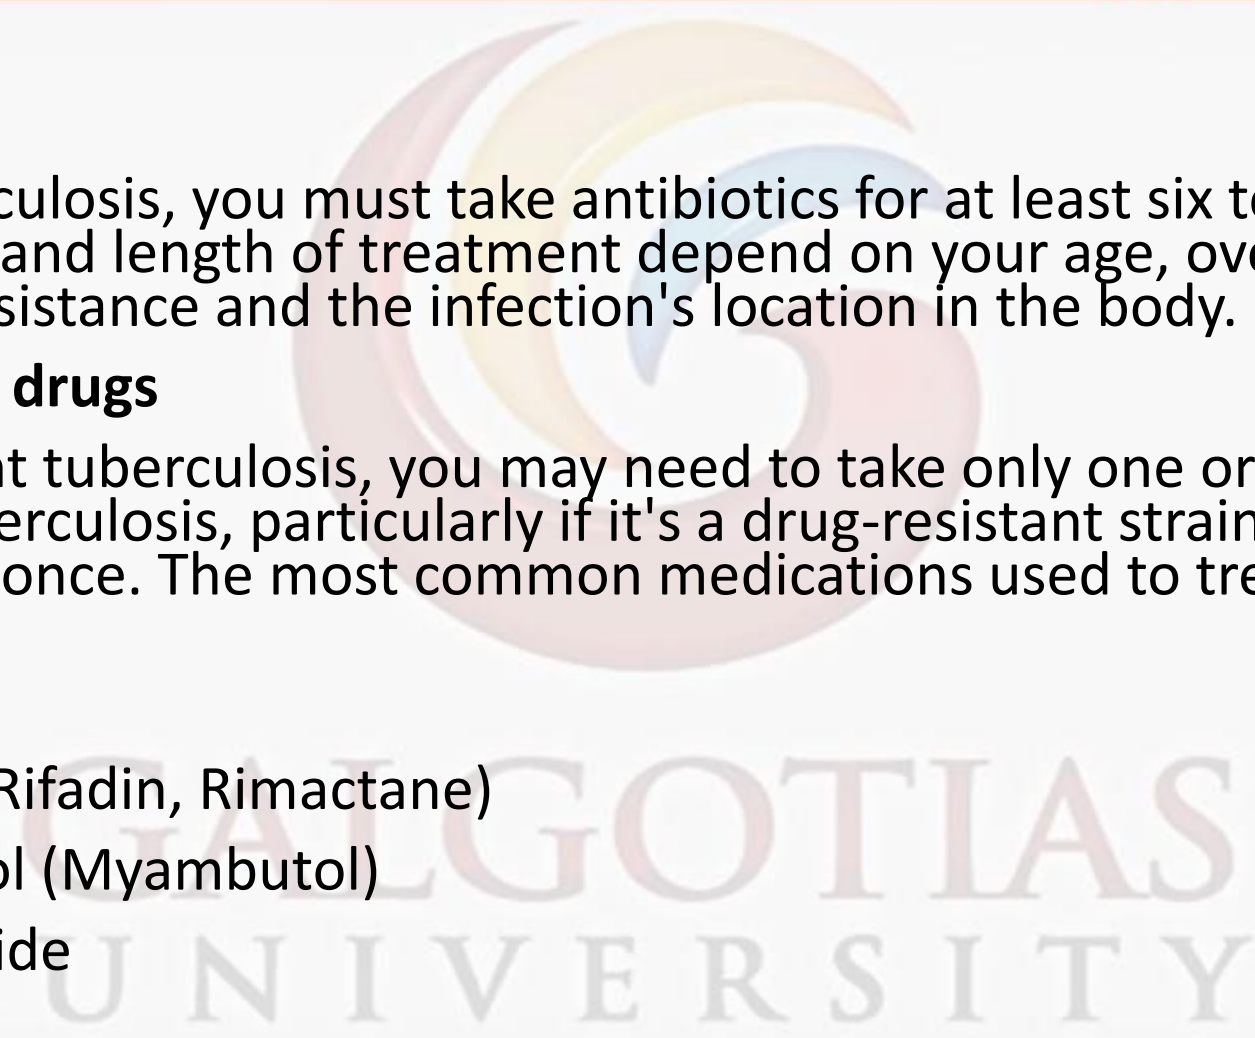 culosis, you must take antibiotics for at least six to
and length of treatment depend on your age, ove
sistance and the infection's location in the body.
drugs
nt tuberculosis, you may need to take only one or
erculosis, particularly if it's a drug-resistant strain
once. The most common medications used to tre
Rifadin, Rimactane)
ol (Myambutol)
ide
GALGOTIAS
UNIVERSITY